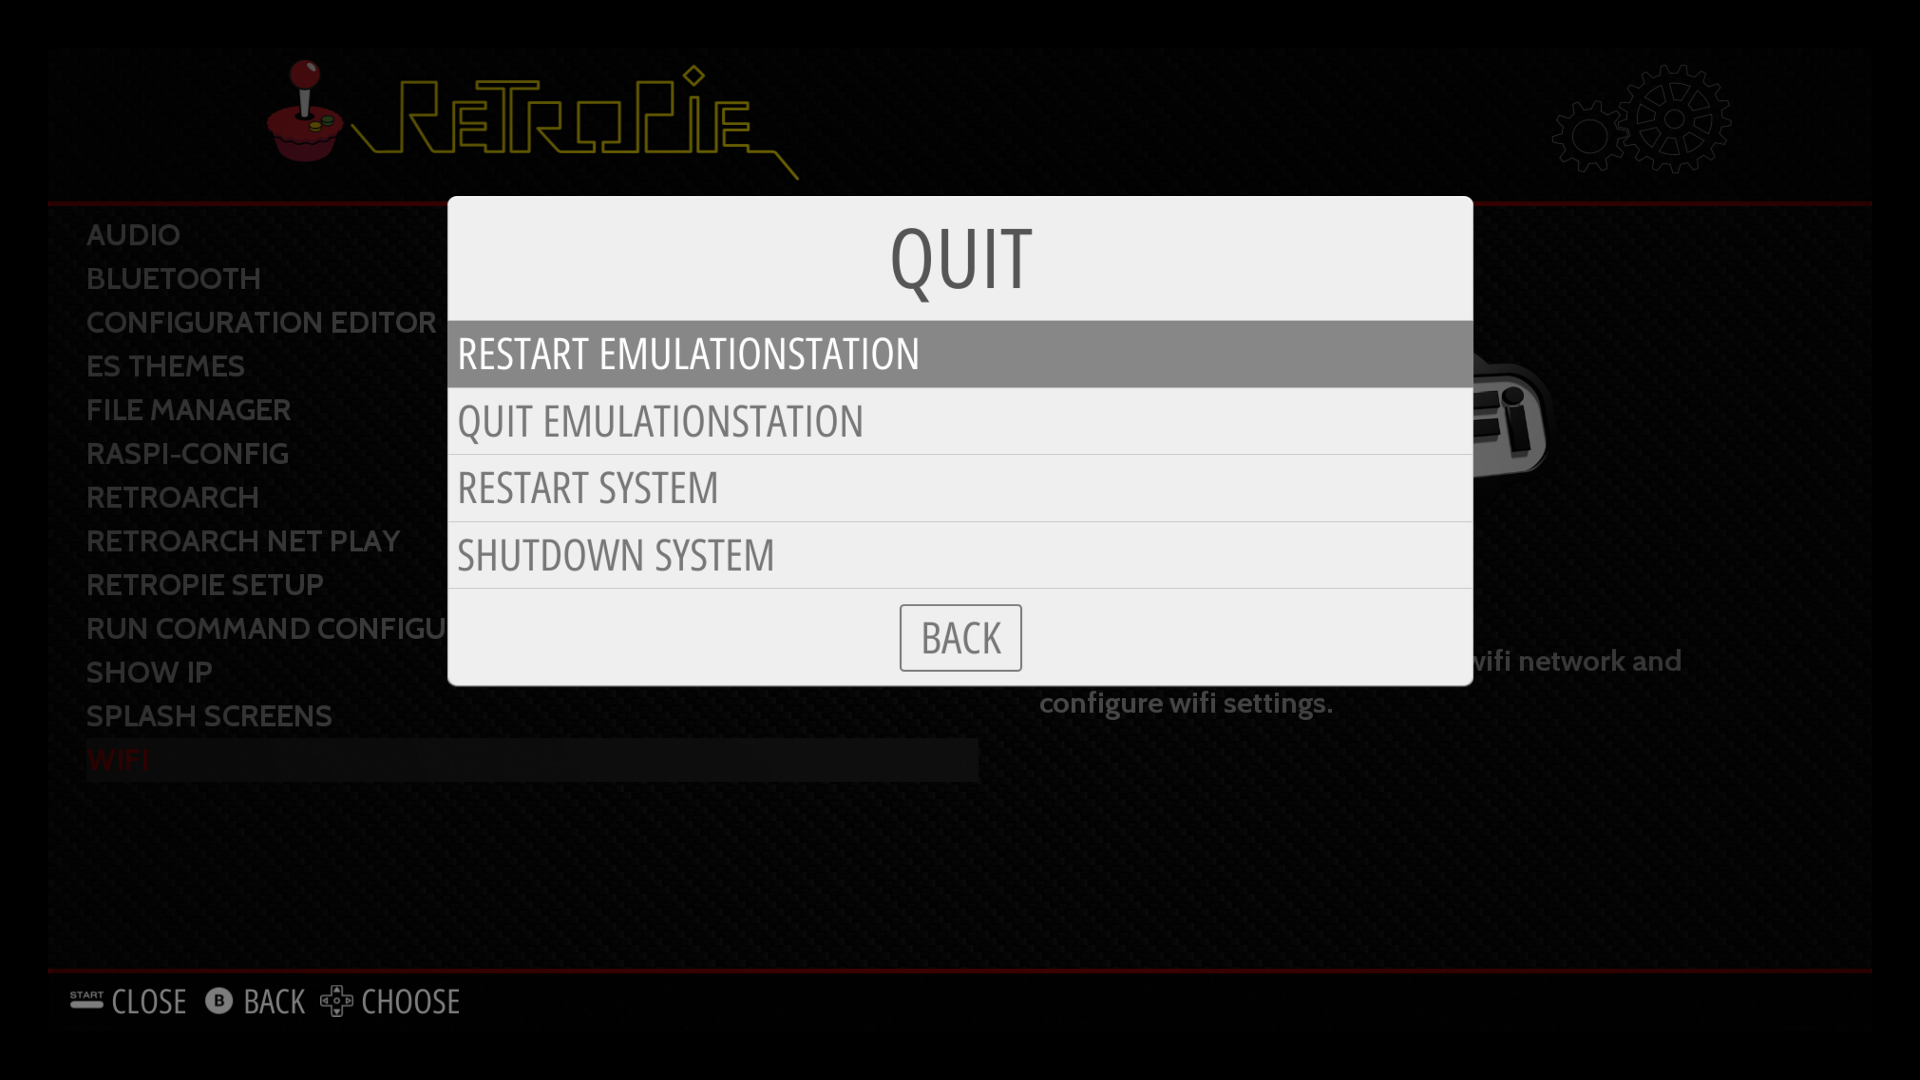 RETROPIE
QUIT
RESTART EMULATIONSTATION
QUIT EMULATIONSTATION
RESTART SYSTEM
SHUTDOWN SYSTEM
BACK
AUDIO
BLUETOOTH
CONFIGURATION EDITOR
ES THEMES
FILE MANAGER
RASPI-CONFIG
RETROARCH
RETROARCH NET PLAY
RETROPIE SETUP
RUN COMMAND CONFIGU
SHOW IP
SPLASH SCREENS
WIFI
wifi network and
configure wifi settings.
START CLOSE B BACK CHOOSE